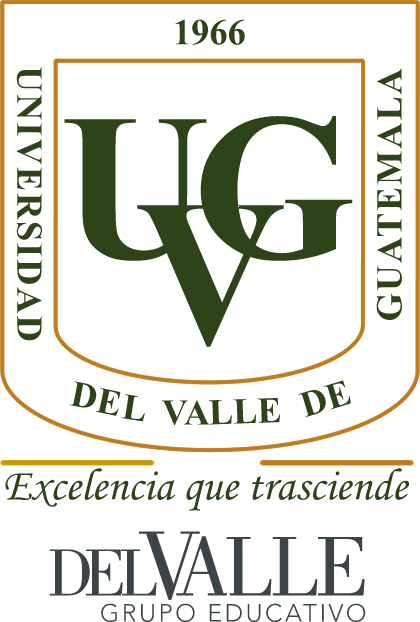 1966
UNIVERSIDAD
DEL VALLE DE
GUATEMALA
UVG
Excelencia que trasciende
DELVALLE
GRUPO EDUCATIVO